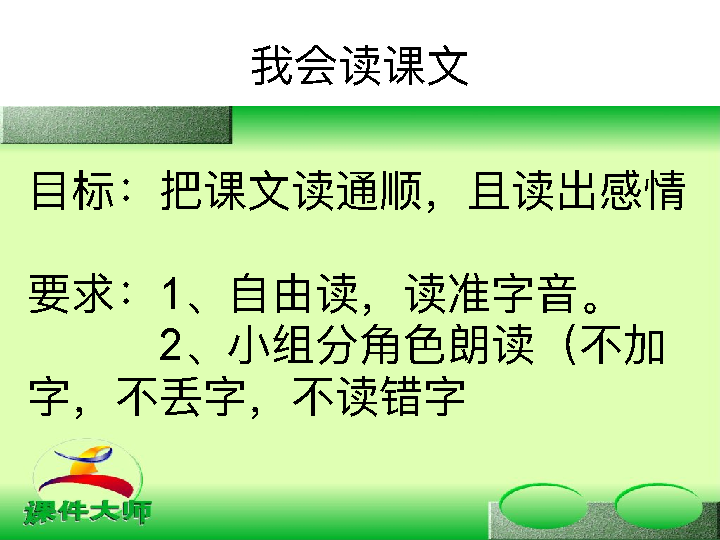 我会读课文
目标：把课文读通顺，且读出感情
要求：1、自由读，读准字音。
2、小组分角色朗读（不加
字，不丢字，不读错字
课件大师